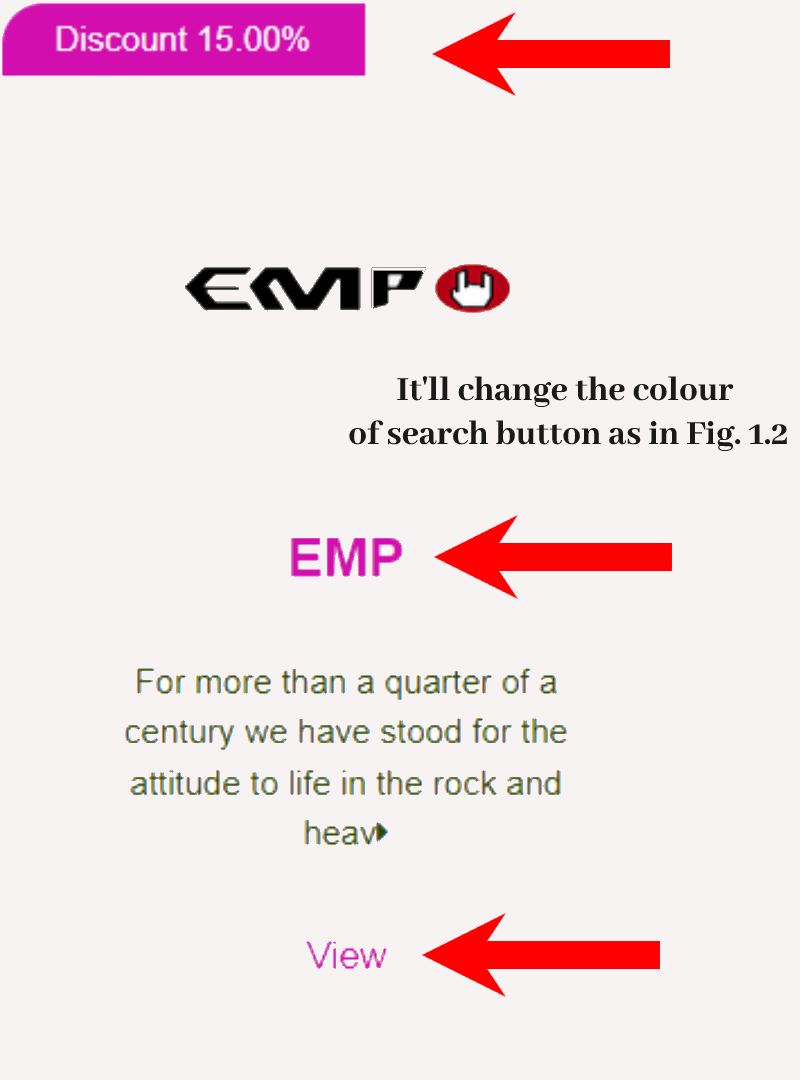 Discount 15.00%
EMP
It'll change the colour
of search button as in Fig. 1.2
EMP
For more than a quarter of a
century we have stood for the
attitude to life in the rock and
heav
View